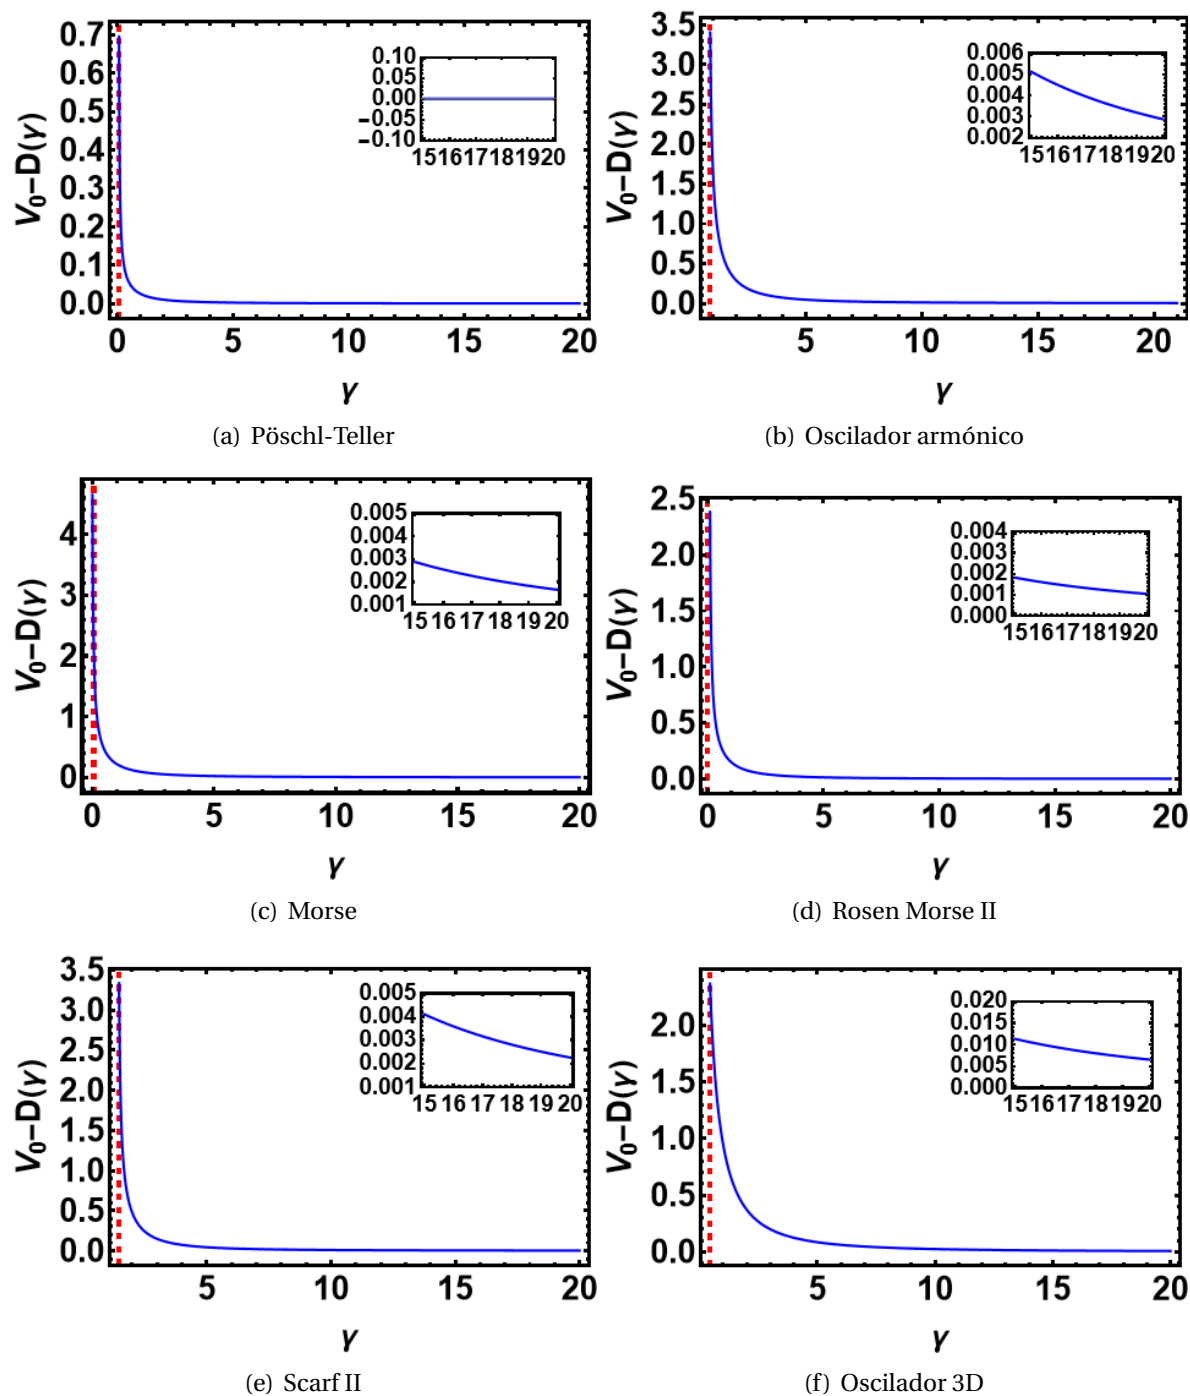 0.7
0.6
0.5
0.4
0.3
0.2
0.1
0.0
V₀−D(γ)
0.10
0.05
0.00
−0.05
−0.10
15 16 17 18 19 20
0 5 10 15 20
γ
(a) Pöschl-Teller
3.5
3.0
2.5
2.0
1.5
1.0
0.5
0.0
V₀−D(γ)
0.006
0.005
0.004
0.003
0.002
15 16 17 18 19 20
5 10 15 20
γ
(b) Oscilador armónico
4
3
2
1
0
V₀−D(γ)
0.005
0.004
0.003
0.002
0.001
15 16 17 18 19 20
0 5 10 15 20
γ
(c) Morse
2.5
2.0
1.5
1.0
0.5
0.0
V₀−D(γ)
0.004
0.003
0.002
0.001
0.000
15 16 17 18 19 20
0 5 10 15 20
γ
(d) Rosen Morse II
3.5
3.0
2.5
2.0
1.5
1.0
0.5
0.0
V₀−D(γ)
0.005
0.004
0.003
0.002
0.001
15 16 17 18 19 20
5 10 15 20
γ
(e) Scarf II
2.0
1.5
1.0
0.5
0.0
V₀−D(γ)
0.020
0.015
0.010
0.005
0.000
15 16 17 18 19 20
5 10 15 20
γ
(f) Oscilador 3D